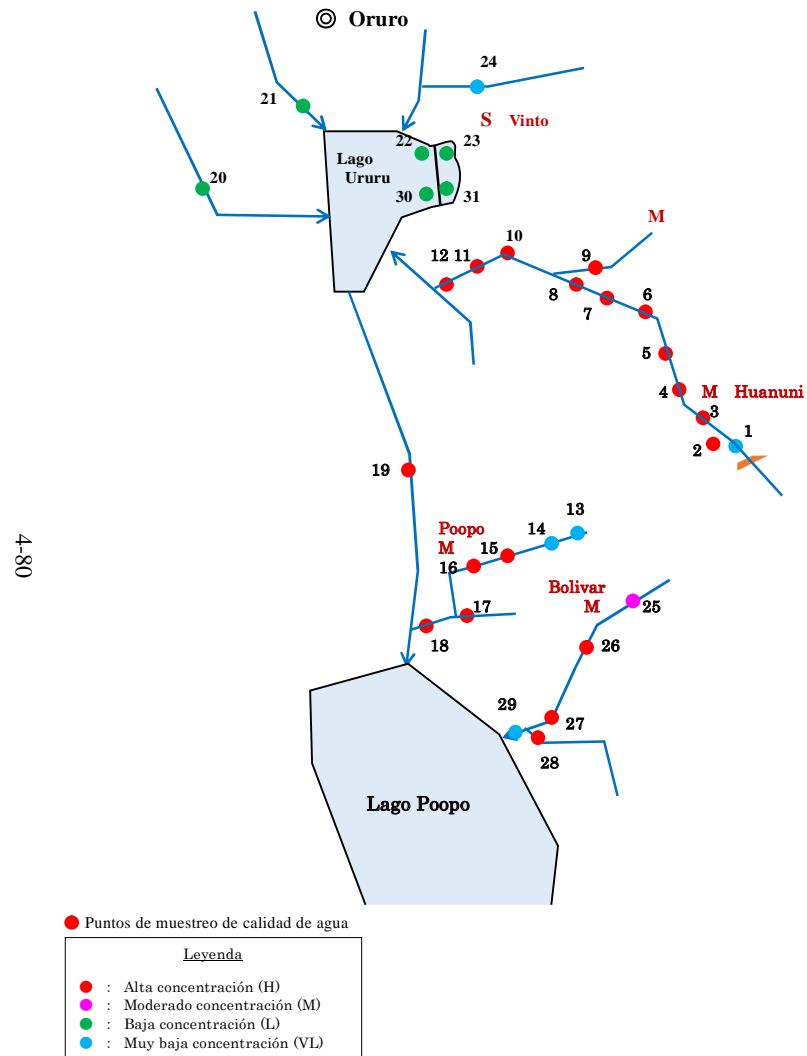 Oruro
24
21
S Vinto
22 23
Lago
Ururu
20
30 31
M
10
12 11 9
8
7
6
5
4
M Huanuni
3
1
2
19
13
Poopo
M
14
15
16
Bolivar
M
25
17
18
26
29
27
28
Lago Poopo
4-80
Puntos de muestreo de calidad de agua
Leyenda
: Alta concentración (H)
: Moderado concentración (M)
: Baja concentración (L)
: Muy baja concentración (VL)